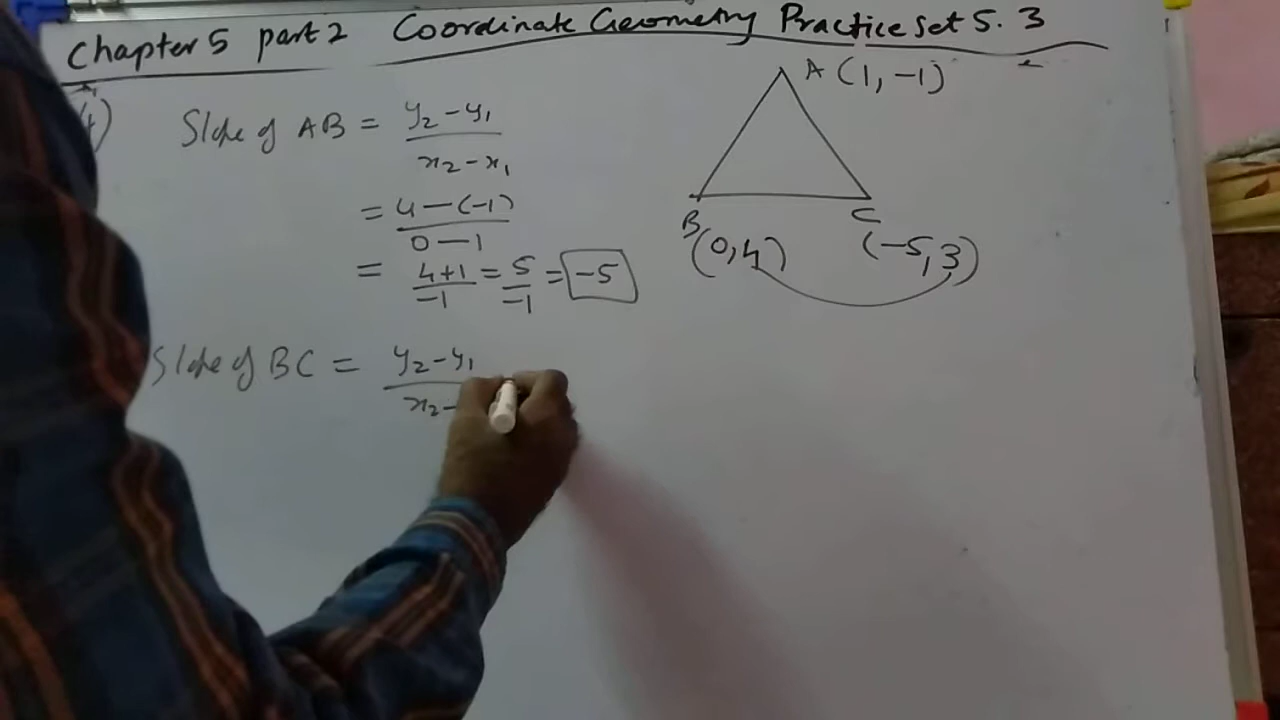 Chapter 5 part 2 Coordinate Geometry Practice Set 5.3
4)
Slope of AB = y₂-y₁ / x₂-x₁
= 4-(-1) / 0-1
= 4+1 / -1 = 5 / -1 = -5
Slope of BC = y₂-y₁ / x₂-
A (1, -1)
B C
(0,4) (-5,3)